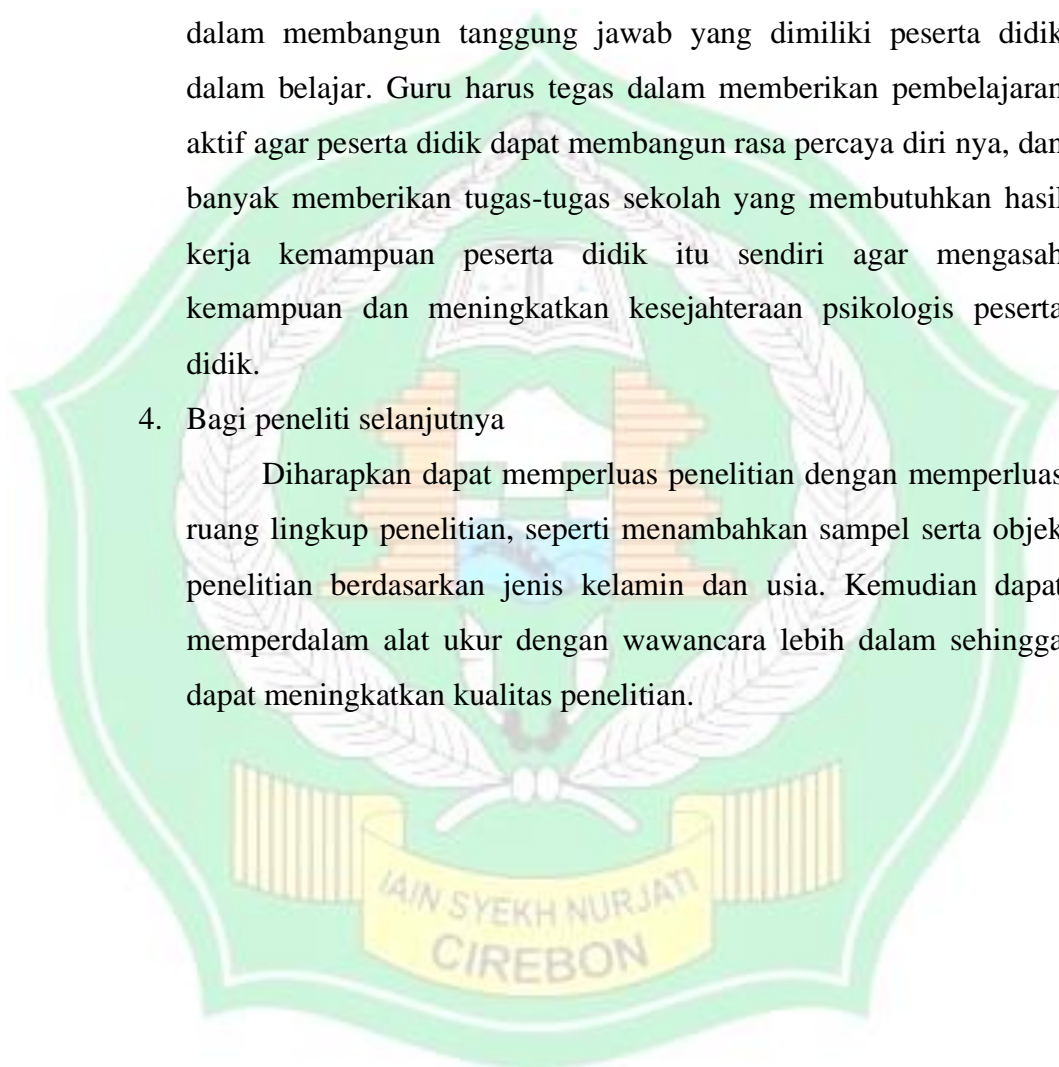 dalam membangun tanggung jawab yang dimiliki peserta didik
dalam belajar. Guru harus tegas dalam memberikan pembelajaran
aktif agar peserta didik dapat membangun rasa percaya diri nya, dan
banyak memberikan tugas-tugas sekolah yang membutuhkan hasil
kerja kemampuan peserta didik itu sendiri agar mengasah
kemampuan dan meningkatkan kesejahteraan psikologis peserta
didik.
4. Bagi peneliti selanjutnya
Diharapkan dapat memperluas penelitian dengan memperluas
ruang lingkup penelitian, seperti menambahkan sampel serta objek
penelitian berdasarkan jenis kelamin dan usia. Kemudian dapat
memperdalam alat ukur dengan wawancara lebih dalam sehingga
dapat meningkatkan kualitas penelitian.
IAIN SYEKH NURJATI
CIREBON